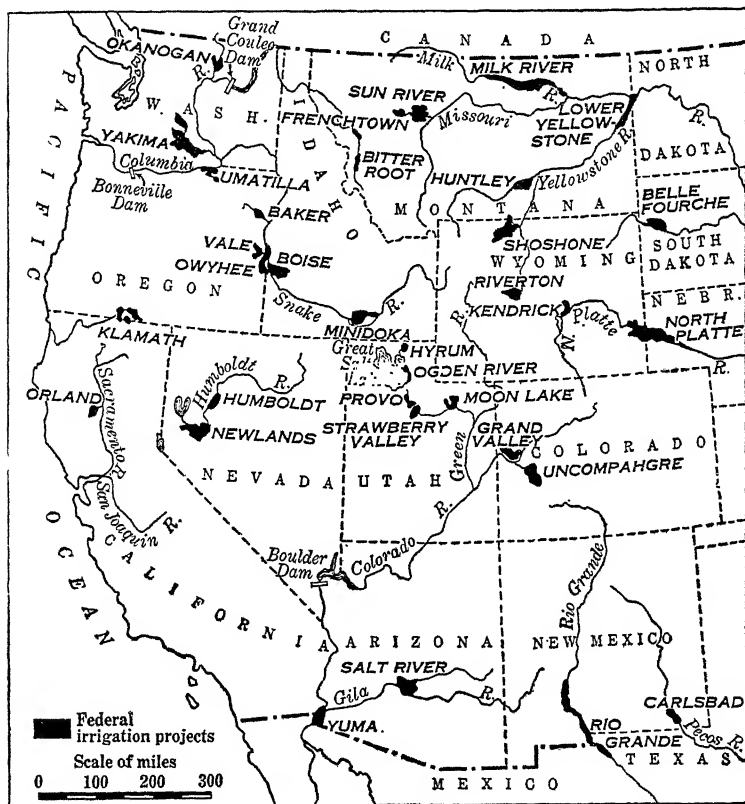 CANADA
PACIFIC
OCEAN
OKANOGAN
Grand
Coulee
Dam
R.
WASH.
YAKIMA
Columbia
Bonneville
Dam
UMATILLA
IDAHO
Milk
R.
MILK RIVER
SUN RIVER
FRENCHTOWN
Missouri
LOWER
YELLOW-
STONE
BITTER
ROOT
HUNTLEY
Yellowstone R.
MONTANA
NORTH
DAKOTA
R.
BELLE
FOURCHE
SOUTH
DAKOTA
BAKER
VALE
OWYHEE
BOISE
OREGON
Snake
R.
MINIDOKA
KLAMATH
SHOSHONE
WYOMING
RIVERTON
KENDRICK
R.
N. Platte
NEBR.
NORTH
PLATTE
R.
Great
Salt
HYRUM
OGDEN RIVER
PROVO
MOON LAKE
STRAWBERRY
VALLEY
GRAND
VALLEY
COLORADO
UNCOMPAHGRE
Green
Humboldt
R.
HUMBOLDT
NEWLANDS
NEVADA
UTAH
ORLAND
Sacramento R.
San Joaquin
R.
CALIFORNIA
Boulder
Dam
Colorado
R.
Rio Grande
ARIZONA
NEW MEXICO
SALT RIVER
Gila
R.
YUMA.
CARLSBAD
Pecos R.
RIO
GRANDE
TEXAS
MEXICO
Federal
irrigation projects
Scale of miles
0 100 200 300